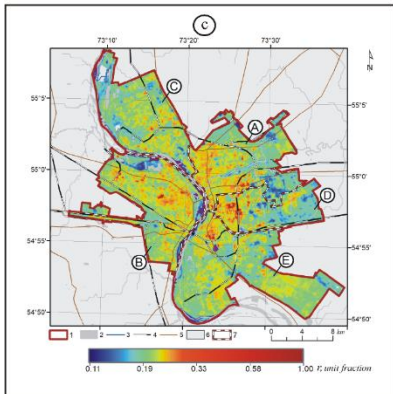 c
73°10' 73°20' 73°30'
C
55°5' 55°5'
A
N
55°0' 55°0'
D
54°55' 54°55'
B E
54°50' 54°50'
1 2 3 4 5 6 7 0 4 8 km
0.11 0.19 0.33 0.58 1.00 r, unit fraction